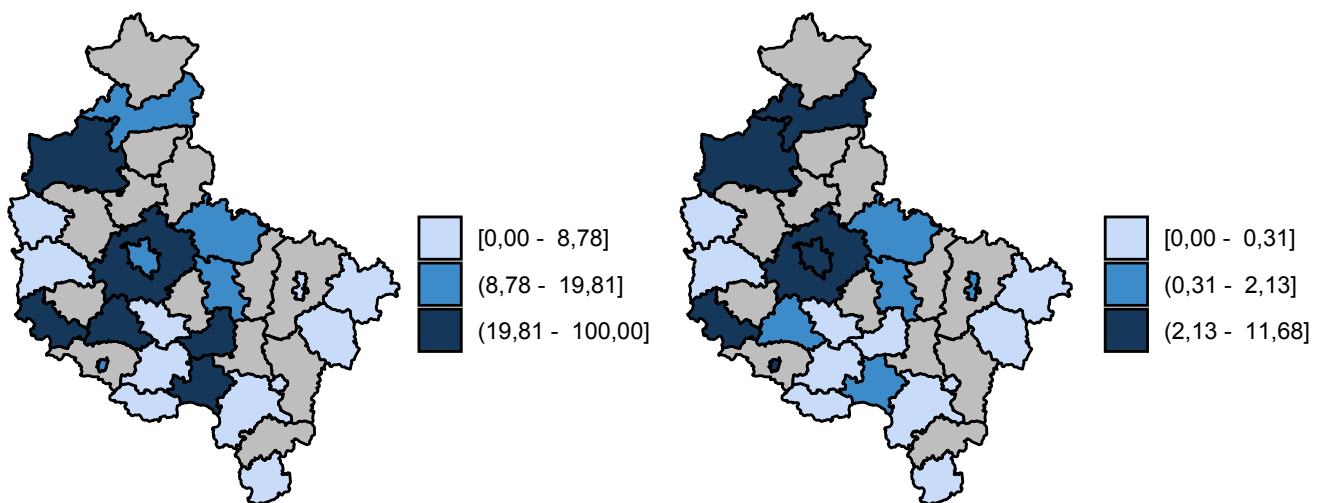 [0,00 - 8,78]
(8,78 - 19,81]
(19,81 - 100,00]
[0,00 - 0,31]
(0,31 - 2,13]
(2,13 - 11,68]